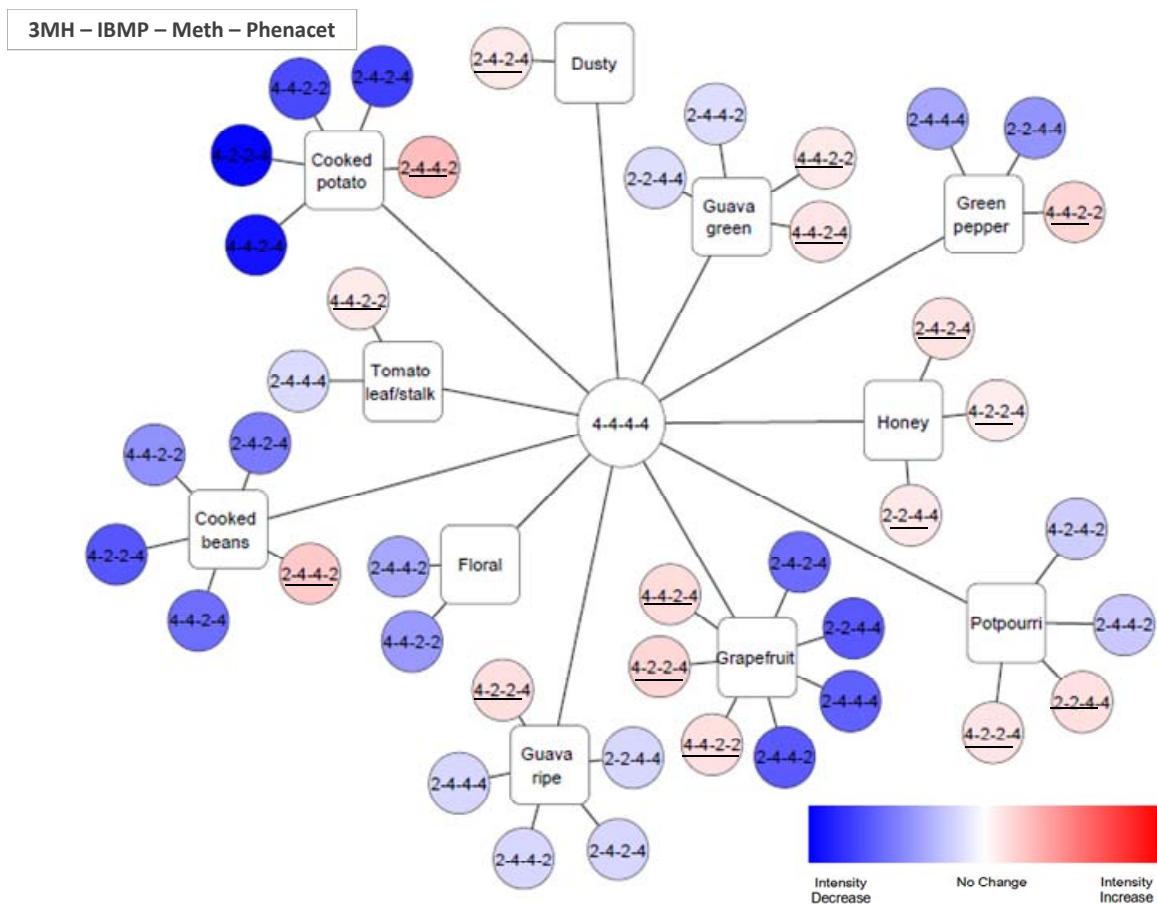 3MH – IBMP – Meth – Phenacet
2-4-2-4
Dusty
4-4-2-2
2-4-2-4
4-2-2-4
Cooked
potato
2-4-4-2
4-4-2-4
2-4-4-2
2-2-4-4
Guava
green
4-4-2-2
4-4-2-4
2-4-4-4
2-2-4-4
Green
pepper
4-4-2-2
4-4-2-2
Tomato
leaf/stalk
2-4-4-4
4-4-4-4
2-4-2-4
Honey
4-2-2-4
2-2-4-4
4-4-2-2
2-4-2-4
4-2-2-4
Cooked
beans
2-4-4-2
4-4-2-4
2-4-4-2
Floral
4-4-2-2
4-2-2-4
Guava
ripe
2-2-4-4
2-4-4-4
2-4-4-2
2-4-2-4
4-4-2-4
2-4-2-4
4-2-2-4
Grapefruit
2-2-4-4
2-4-4-4
4-4-2-2
2-4-4-2
4-2-4-2
Potpourri
2-4-4-2
2-2-4-4
4-2-2-4
Intensity
Decrease
No Change
Intensity
Increase